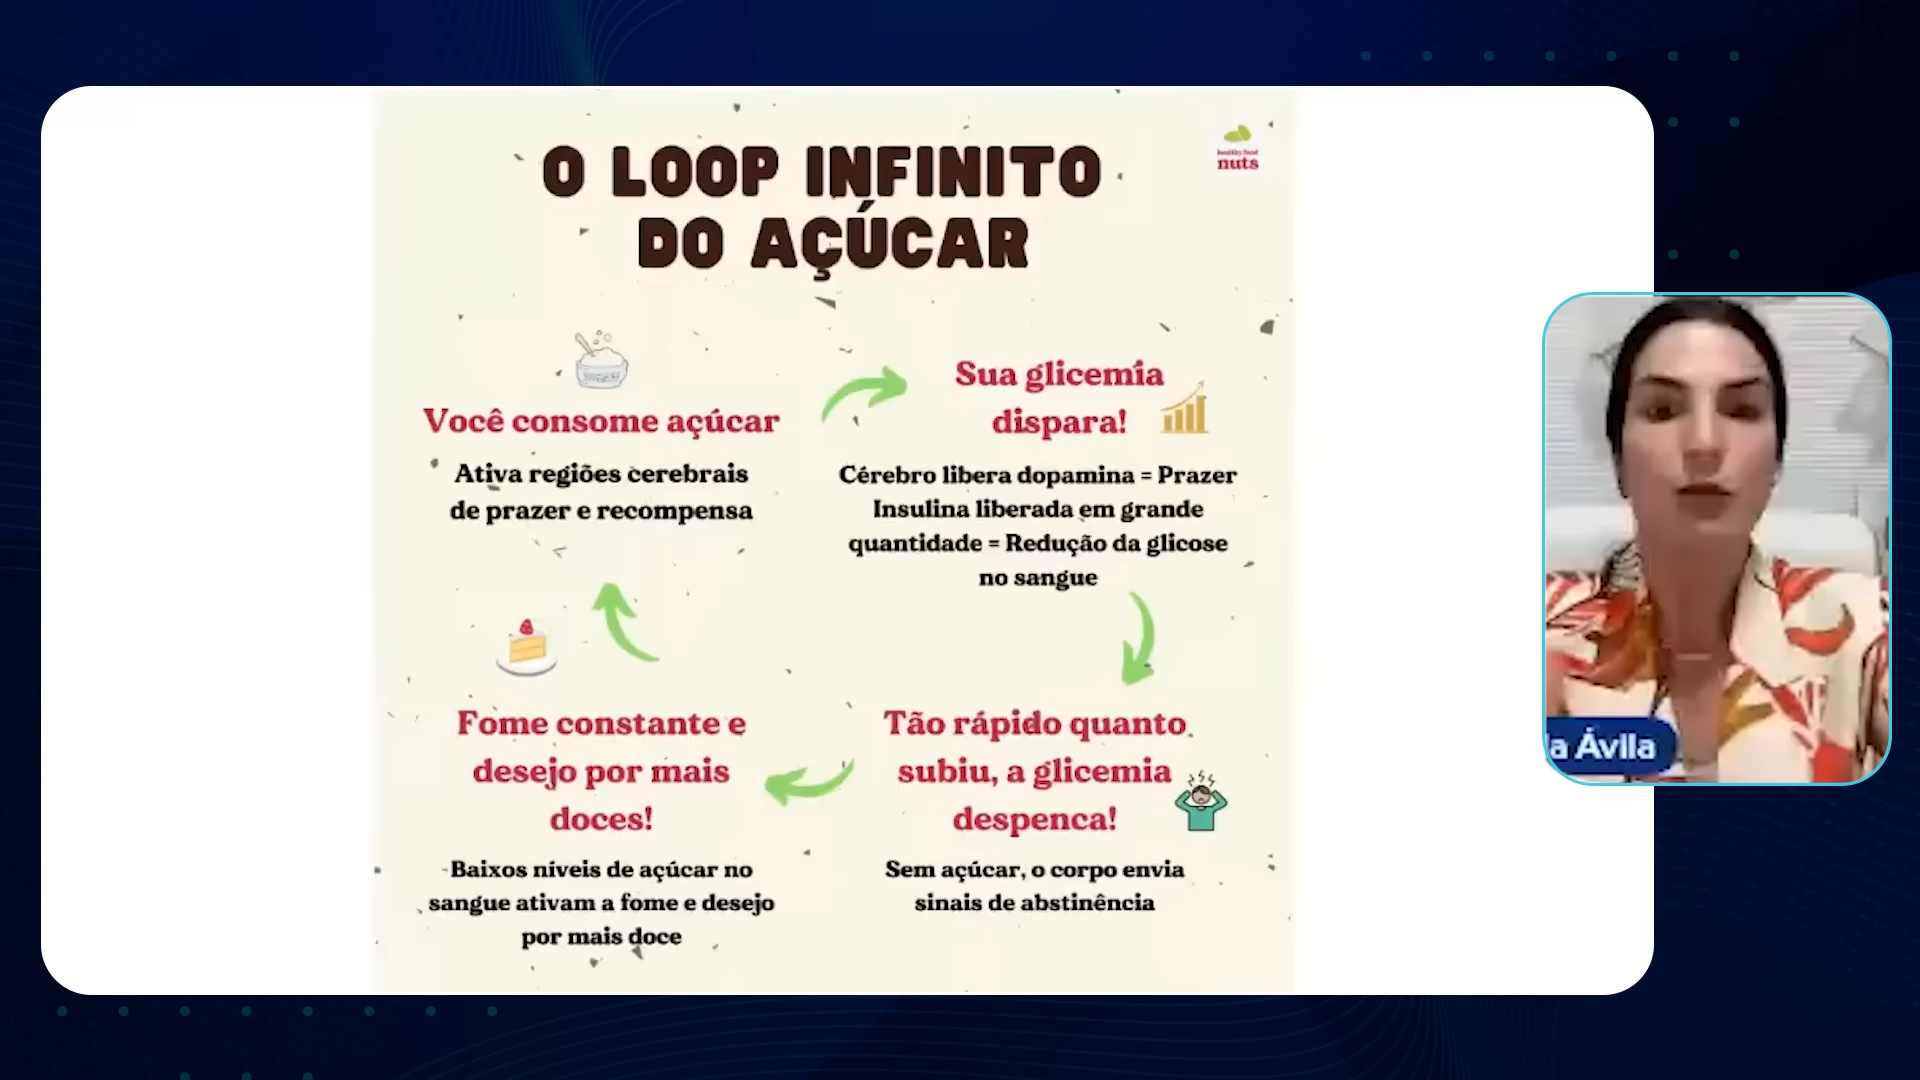 O LOOP INFINITO
DO AÇÚCAR
healthy food
nuts
Você consome açúcar
Ativa regiões cerebrais
de prazer e recompensa
Sua glicemia
dispara!
Cérebro libera dopamina = Prazer
Insulina liberada em grande
quantidade = Redução da glicose
no sangue
Tão rápido quanto
subiu, a glicemia
despenca!
Sem açúcar, o corpo envia
sinais de abstinência
Fome constante e
desejo por mais
doces!
Baixos níveis de açúcar no
sangue ativam a fome e desejo
por mais doce
la Ávila